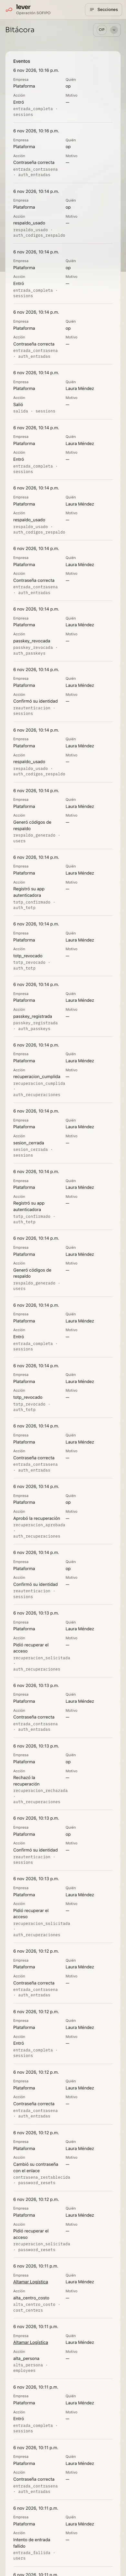 lever
Operación SOFIPO
Secciones
Bitácora
OP
Eventos
6 nov 2026, 10:16 p.m.
Empresa Quién
Plataforma op
Acción Motivo
Entró —
entrada_completa ·
sessions
6 nov 2026, 10:16 p.m.
Empresa Quién
Plataforma op
Acción Motivo
Contraseña correcta —
entrada_contrasena
· auth_entradas
6 nov 2026, 10:14 p.m.
Empresa Quién
Plataforma op
Acción Motivo
respaldo_usado —
respaldo_usado ·
auth_codigos_respaldo
6 nov 2026, 10:14 p.m.
Empresa Quién
Plataforma op
Acción Motivo
Entró —
entrada_completa ·
sessions
6 nov 2026, 10:14 p.m.
Empresa Quién
Plataforma op
Acción Motivo
Contraseña correcta —
entrada_contrasena
· auth_entradas
6 nov 2026, 10:14 p.m.
Empresa Quién
Plataforma Laura Méndez
Acción Motivo
Salió —
salida · sessions
6 nov 2026, 10:14 p.m.
Empresa Quién
Plataforma Laura Méndez
Acción Motivo
Entró —
entrada_completa ·
sessions
6 nov 2026, 10:14 p.m.
Empresa Quién
Plataforma Laura Méndez
Acción Motivo
respaldo_usado —
respaldo_usado ·
auth_codigos_respaldo
6 nov 2026, 10:14 p.m.
Empresa Quién
Plataforma Laura Méndez
Acción Motivo
Contraseña correcta —
entrada_contrasena
· auth_entradas
6 nov 2026, 10:14 p.m.
Empresa Quién
Plataforma Laura Méndez
Acción Motivo
passkey_revocada —
passkey_revocada ·
auth_passkeys
6 nov 2026, 10:14 p.m.
Empresa Quién
Plataforma Laura Méndez
Acción Motivo
Confirmó su identidad —
reautenticacion ·
sessions
6 nov 2026, 10:14 p.m.
Empresa Quién
Plataforma Laura Méndez
Acción Motivo
respaldo_usado —
respaldo_usado ·
auth_codigos_respaldo
6 nov 2026, 10:14 p.m.
Empresa Quién
Plataforma Laura Méndez
Acción Motivo
Generó códigos de —
respaldo
respaldo_generado ·
users
6 nov 2026, 10:14 p.m.
Empresa Quién
Plataforma Laura Méndez
Acción Motivo
Registró su app —
autenticadora
totp_confirmado ·
auth_totp
6 nov 2026, 10:14 p.m.
Empresa Quién
Plataforma Laura Méndez
Acción Motivo
totp_revocado —
totp_revocado ·
auth_totp
6 nov 2026, 10:14 p.m.
Empresa Quién
Plataforma Laura Méndez
Acción Motivo
passkey_registrada —
passkey_registrada
· auth_passkeys
6 nov 2026, 10:14 p.m.
Empresa Quién
Plataforma Laura Méndez
Acción Motivo
recuperacion_cumplida —
recuperacion_cumplida
·
auth_recuperaciones
6 nov 2026, 10:14 p.m.
Empresa Quién
Plataforma Laura Méndez
Acción Motivo
sesion_cerrada —
sesion_cerrada ·
sessions
6 nov 2026, 10:14 p.m.
Empresa Quién
Plataforma Laura Méndez
Acción Motivo
Registró su app —
autenticadora
totp_confirmado ·
auth_totp
6 nov 2026, 10:14 p.m.
Empresa Quién
Plataforma Laura Méndez
Acción Motivo
Generó códigos de —
respaldo
respaldo_generado ·
users
6 nov 2026, 10:14 p.m.
Empresa Quién
Plataforma Laura Méndez
Acción Motivo
Entró —
entrada_completa ·
sessions
6 nov 2026, 10:14 p.m.
Empresa Quién
Plataforma Laura Méndez
Acción Motivo
totp_revocado —
totp_revocado ·
auth_totp
6 nov 2026, 10:14 p.m.
Empresa Quién
Plataforma Laura Méndez
Acción Motivo
Contraseña correcta —
entrada_contrasena
· auth_entradas
6 nov 2026, 10:14 p.m.
Empresa Quién
Plataforma op
Acción Motivo
Aprobó la recuperación —
recuperacion_aprobada
·
auth_recuperaciones
6 nov 2026, 10:14 p.m.
Empresa Quién
Plataforma op
Acción Motivo
Confirmó su identidad —
reautenticacion ·
sessions
6 nov 2026, 10:13 p.m.
Empresa Quién
Plataforma Laura Méndez
Acción Motivo
Pidió recuperar el —
acceso
recuperacion_solicitada
·
auth_recuperaciones
6 nov 2026, 10:13 p.m.
Empresa Quién
Plataforma Laura Méndez
Acción Motivo
Contraseña correcta —
entrada_contrasena
· auth_entradas
6 nov 2026, 10:13 p.m.
Empresa Quién
Plataforma op
Acción Motivo
Rechazó la —
recuperación
recuperacion_rechazada
·
auth_recuperaciones
6 nov 2026, 10:13 p.m.
Empresa Quién
Plataforma op
Acción Motivo
Confirmó su identidad —
reautenticacion ·
sessions
6 nov 2026, 10:13 p.m.
Empresa Quién
Plataforma Laura Méndez
Acción Motivo
Pidió recuperar el —
acceso
recuperacion_solicitada
·
auth_recuperaciones
6 nov 2026, 10:12 p.m.
Empresa Quién
Plataforma Laura Méndez
Acción Motivo
Contraseña correcta —
entrada_contrasena
· auth_entradas
6 nov 2026, 10:12 p.m.
Empresa Quién
Plataforma Laura Méndez
Acción Motivo
Entró —
entrada_completa ·
sessions
6 nov 2026, 10:12 p.m.
Empresa Quién
Plataforma Laura Méndez
Acción Motivo
Contraseña correcta —
entrada_contrasena
· auth_entradas
6 nov 2026, 10:12 p.m.
Empresa Quién
Plataforma Laura Méndez
Acción Motivo
Cambió su contraseña —
con el enlace
contrasena_restablecida
· password_resets
6 nov 2026, 10:12 p.m.
Empresa Quién
Plataforma Laura Méndez
Acción Motivo
Pidió recuperar el —
acceso
recuperacion_solicitada
· password_resets
6 nov 2026, 10:11 p.m.
Empresa Quién
Altamar Logística Laura Méndez
Acción Motivo
alta_centro_costo —
alta_centro_costo ·
cost_centers
6 nov 2026, 10:11 p.m.
Empresa Quién
Altamar Logística Laura Méndez
Acción Motivo
alta_persona —
alta_persona ·
employees
6 nov 2026, 10:11 p.m.
Empresa Quién
Plataforma Laura Méndez
Acción Motivo
Entró —
entrada_completa ·
sessions
6 nov 2026, 10:11 p.m.
Empresa Quién
Plataforma Laura Méndez
Acción Motivo
Contraseña correcta —
entrada_contrasena
· auth_entradas
6 nov 2026, 10:11 p.m.
Empresa Quién
Plataforma Laura Méndez
Acción Motivo
Intento de entrada —
fallido
entrada_fallida ·
users
6 nov 2026, 10:11 p.m.